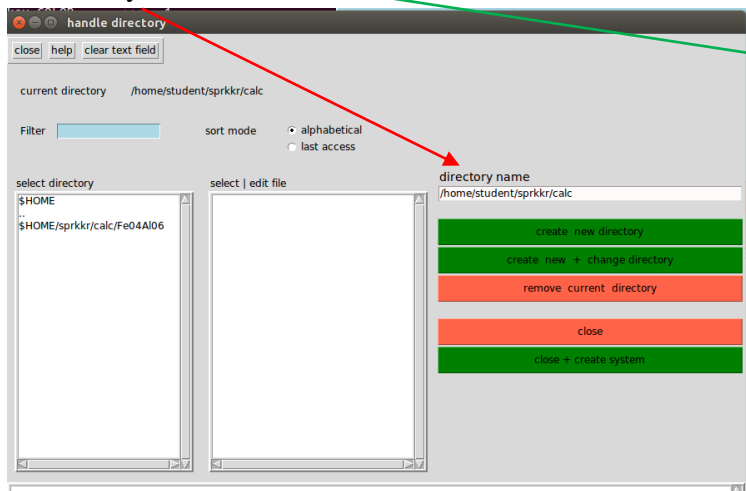 handle directory
close help clear text field
current directory /home/student/sprkkr/calc
Filter sort mode alphabetical
last access
select directory select | edit file directory name
/home/student/sprkkr/calc
$HOME
..
$HOME/sprkkr/calc/Fe04Al06
create new directory
create new + change directory
remove current directory
close
close + create system